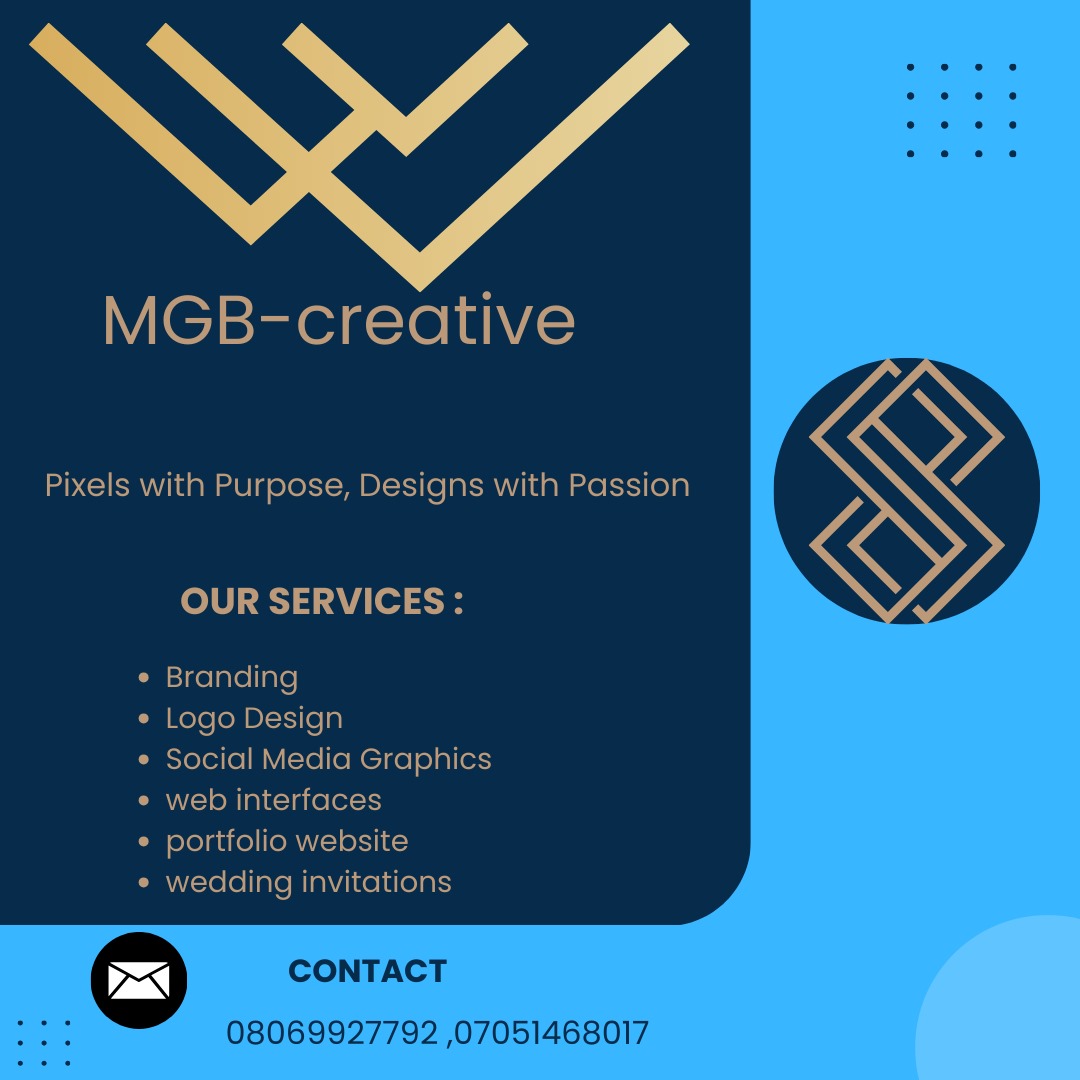 MGB-creative
Pixels with Purpose, Designs with Passion
OUR SERVICES :
• Branding
• Logo Design
• Social Media Graphics
• web interfaces
• portfolio website
• wedding invitations
CONTACT
08069927792 ,07051468017